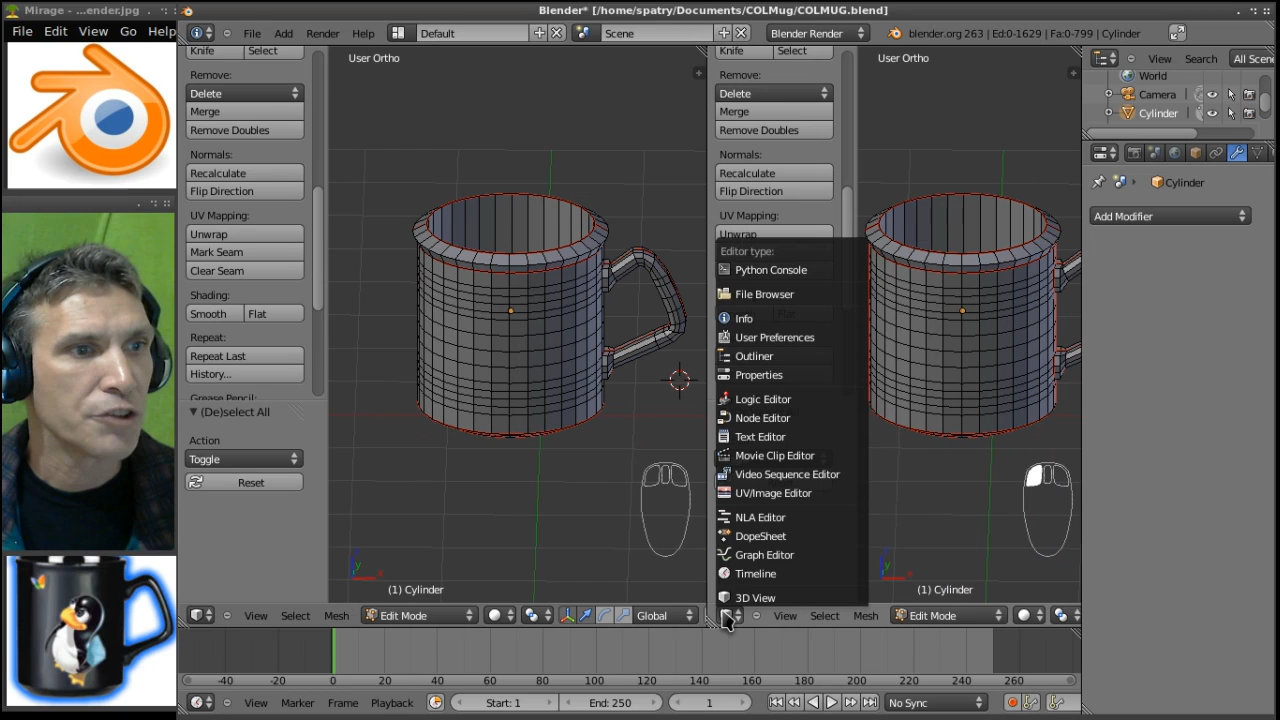 Mirage - ...ender.jpg
File Edit View Go Help
Blender* [/home/spatry/Documents/COLMug/COLMUG.blend]
File Add Render Help
Default
Scene
Blender Render
blender.org 263 | Ed:0-1629 | Fa:0-799 | Cylinder
Knife Select
Remove:
Delete
Merge
Remove Doubles
Normals:
Recalculate
Flip Direction
UV Mapping:
Unwrap
Mark Seam
Clear Seam
Shading:
Smooth Flat
Repeat:
Repeat Last
History...
Grease Pencil:
(De)select All
Action
Toggle
Reset
User Ortho
(1) Cylinder
View Select Mesh Edit Mode Global
Knife Select
Remove:
Delete
Merge
Remove Doubles
Normals:
Recalculate
Flip Direction
UV Mapping:
Unwrap
Editor type:
Python Console
File Browser
Info
User Preferences
Outliner
Properties
Logic Editor
Node Editor
Text Editor
Movie Clip Editor
Video Sequence Editor
UV/Image Editor
NLA Editor
DopeSheet
Graph Editor
Timeline
3D View
User Ortho
(1) Cylinder
View Select Mesh Edit Mode
View Search All Scene
World
Camera
Cylinder
Cylinder
Add Modifier
-40 -20 0 20 40 60 80 100 120 140 160 180 200 220 240 260
View Marker Frame Playback Start: 1 End: 250 1 No Sync